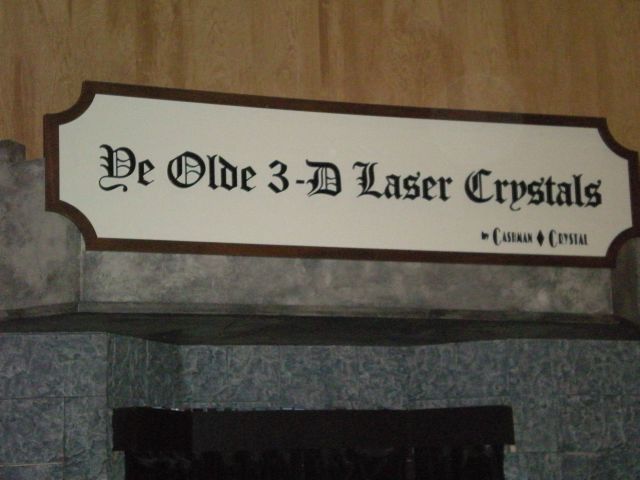 Ye Olde 3-D Laser Crystals
by Cashman ♦ Crystal